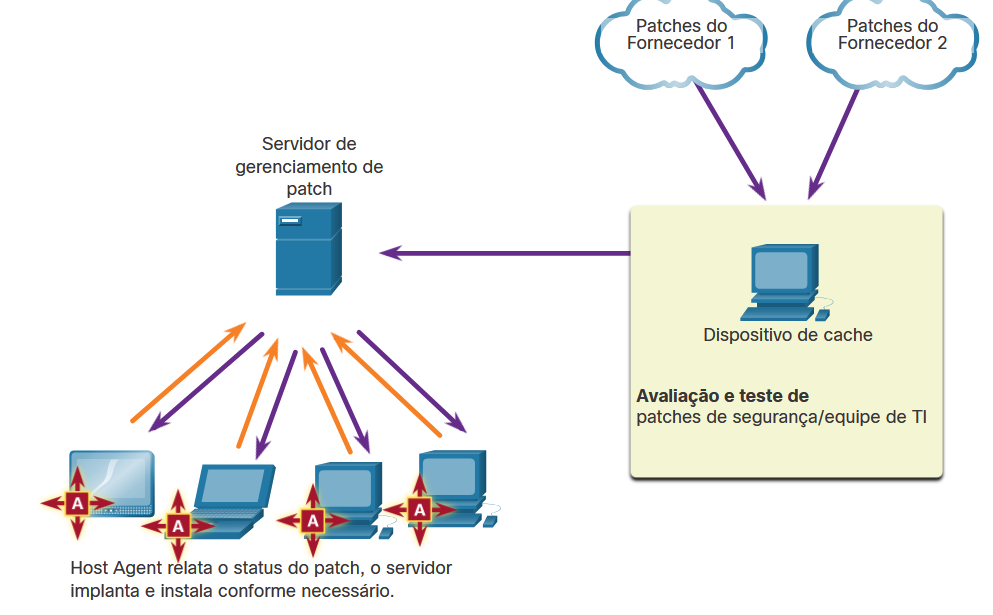 Patches do
Fornecedor 1
Patches do
Fornecedor 2
Servidor de
gerenciamento de
patch
Dispositivo de cache
Avaliação e teste de
patches de segurança/equipe de TI
A
A
A
A
Host Agent relata o status do patch, o servidor
implanta e instala conforme necessário.